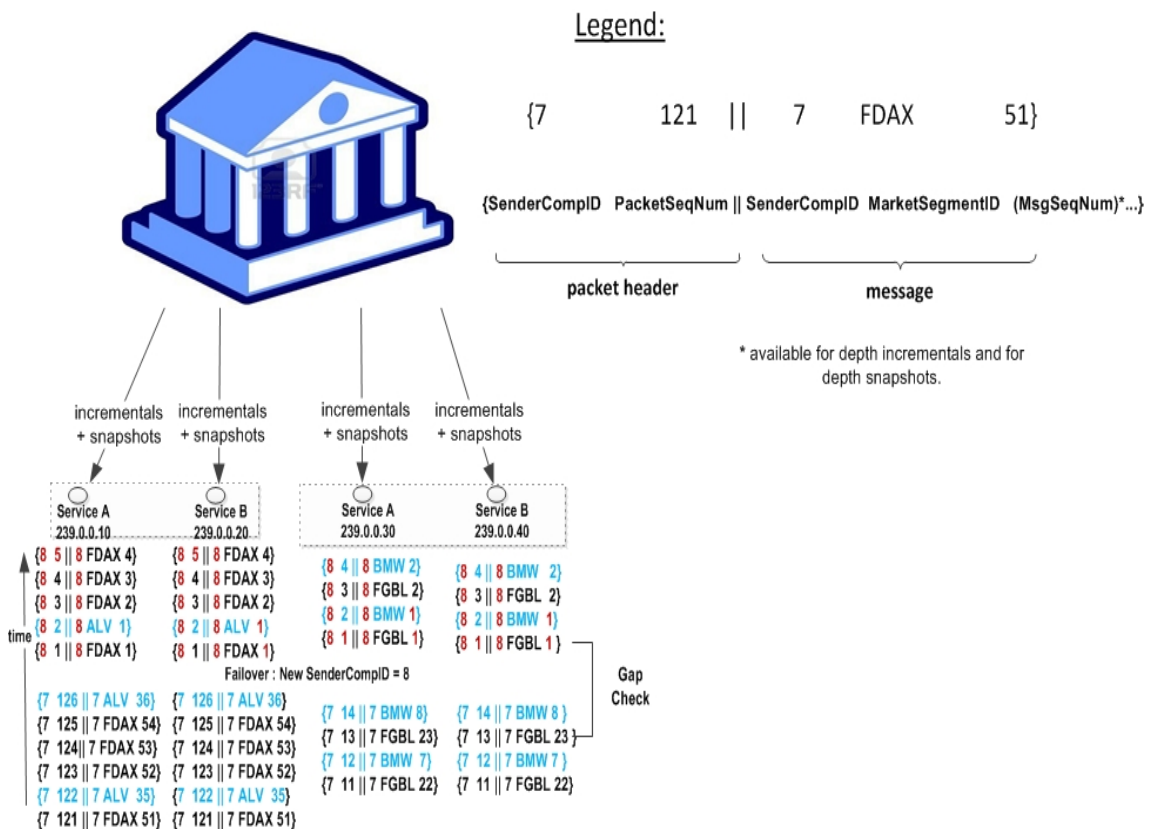 Legend:
{7 121 || 7 FDAX 51}
{SenderCompID PacketSeqNum || SenderCompID MarketSegmentID (MsgSeqNum)*...}
packet header
message
* available for depth incrementals and for
depth snapshots.
incrementals
+ snapshots
incrementals
+ snapshots
incrementals
+ snapshots
incrementals
+ snapshots
Service A
239.0.0.10
Service B
239.0.0.20
Service A
239.0.0.30
Service B
239.0.0.40
time
{8 5 || 8 FDAX 4}
{8 4 || 8 FDAX 3}
{8 3 || 8 FDAX 2}
{8 2 || 8 ALV 1}
{8 1 || 8 FDAX 1}
{8 5 || 8 FDAX 4}
{8 4 || 8 FDAX 3}
{8 3 || 8 FDAX 2}
{8 2 || 8 ALV 1}
{8 1 || 8 FDAX 1}
{8 4 || 8 BMW 2}
{8 3 || 8 FGBL 2}
{8 2 || 8 BMW 1}
{8 1 || 8 FGBL 1}
{8 4 || 8 BMW 2}
{8 3 || 8 FGBL 2}
{8 2 || 8 BMW 1}
{8 1 || 8 FGBL 1 }
Failover : New SenderCompID = 8
Gap
Check
{7 126 || 7 ALV 36}
{7 125 || 7 FDAX 54}
{7 124|| 7 FDAX 53}
{7 123 || 7 FDAX 52}
{7 122 || 7 ALV 35}
{7 121 || 7 FDAX 51}
{7 126 || 7 ALV 36}
{7 125 || 7 FDAX 54}
{7 124 || 7 FDAX 53}
{7 123 || 7 FDAX 52}
{7 122 || 7 ALV 35}
{7 121 || 7 FDAX 51}
{7 14 || 7 BMW 8}
{7 13 || 7 FGBL 23}
{7 12 || 7 BMW 7}
{7 11 || 7 FGBL 22}
{7 14 || 7 BMW 8 }
{7 13 || 7 FGBL 23 }
{7 12 || 7 BMW 7 }
{7 11 || 7 FGBL 22}